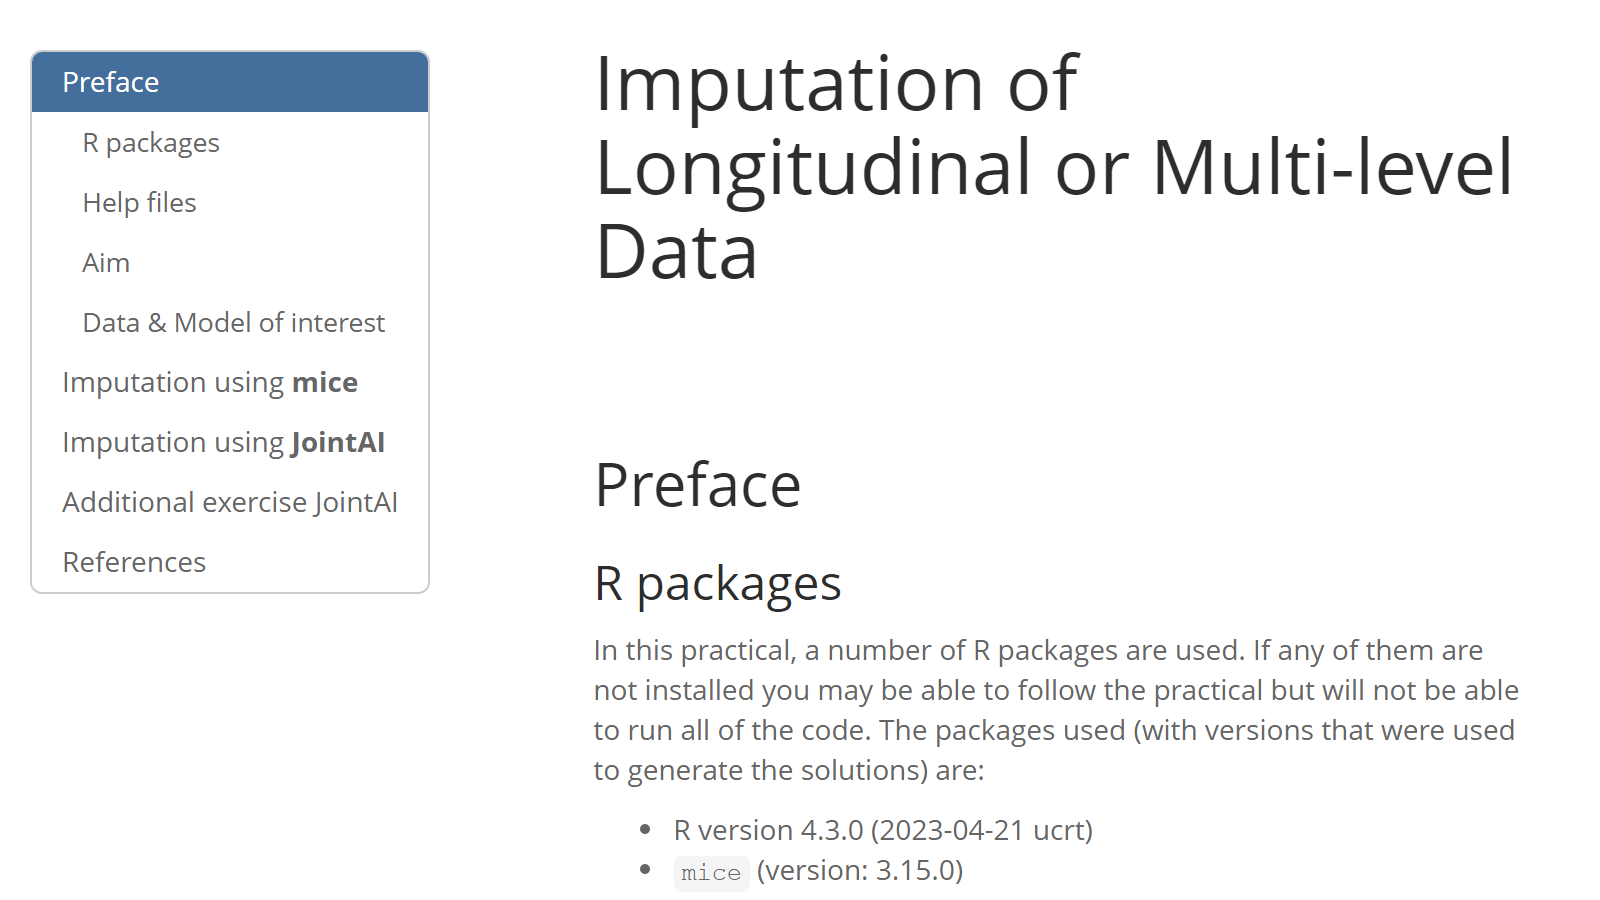 Preface
R packages
Help files
Aim
Data & Model of interest
Imputation using mice
Imputation using JointAI
Additional exercise JointAI
References
Imputation of
Longitudinal or Multi-level
Data
Preface
R packages
In this practical, a number of R packages are used. If any of them are
not installed you may be able to follow the practical but will not be able
to run all of the code. The packages used (with versions that were used
to generate the solutions) are:
• R version 4.3.0 (2023-04-21 ucrt)
• mice (version: 3.15.0)